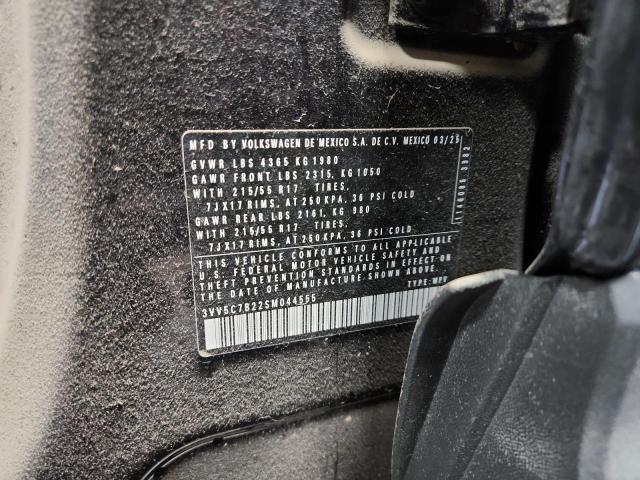 MFD BY VOLKSWAGEN DE MEXICO S.A. DE C.V. MEXICO 03/25
GVWR LBS 4365 KG 1980
GAWR FRONT LBS 2315, KG 1050
WITH 215/55 R17 TIRES,
7JX17 RIMS, AT 250 KPA, 36 PSI COLD
GAWR REAR LBS 2161, KG 980
WITH 215/55 R17 TIRES,
7JX17 RIMS, AT 250 KPA, 36 PSI COLD
THIS VEHICLE CONFORMS TO ALL APPLICABLE
U.S. FEDERAL MOTOR VEHICLE SAFETY AND
THEFT PREVENTION STANDARDS IN EFFECT ON
DATE OF MANUFACTURE SHOWN ABOVE.
TYPE: MPV
3VV5C7B22SM044555